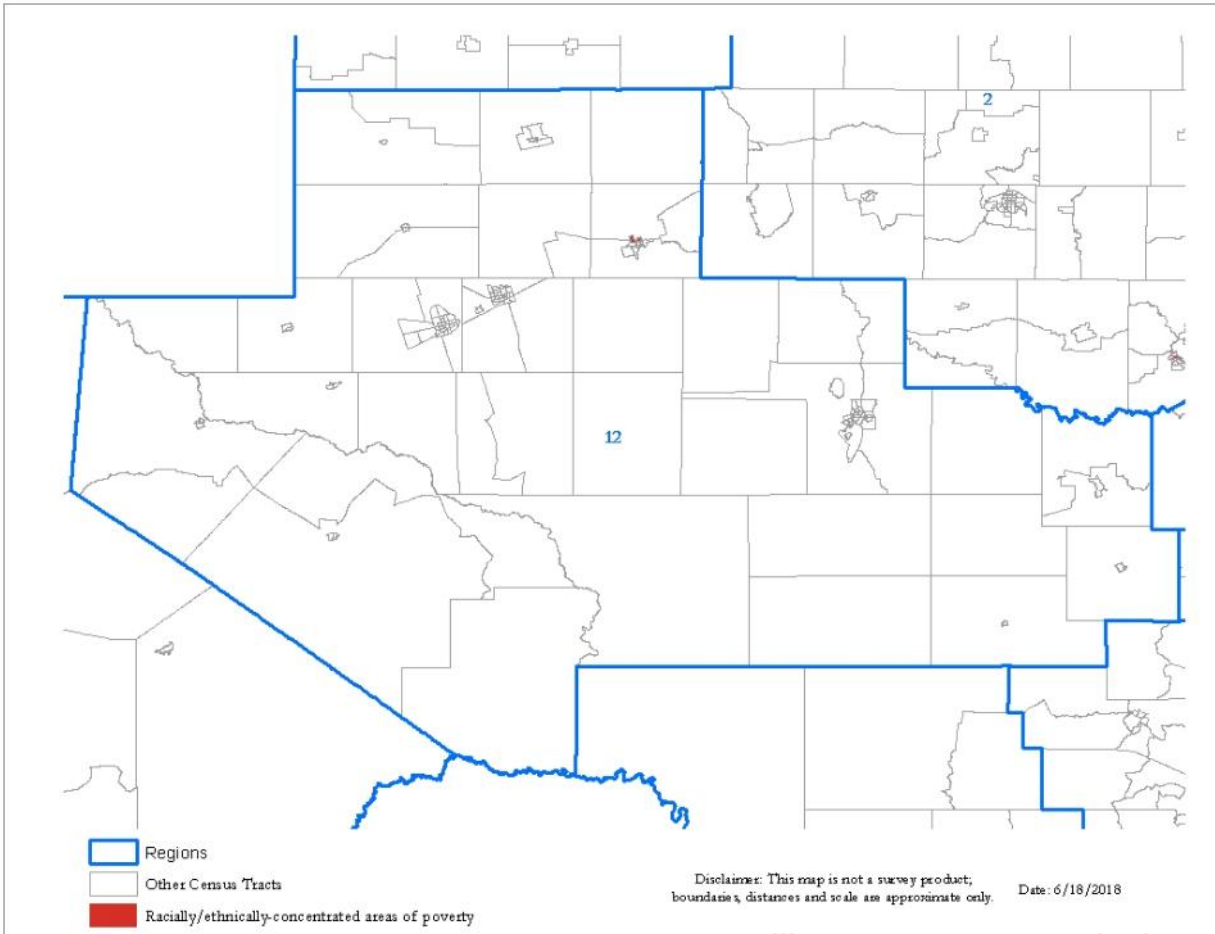 2
12
Regions
Other Census Tracts
Racially/ethnically-concentrated areas of poverty
Disclaimer: This map is not a survey product;
boundaries, distances and scale are approximate only.
Date: 6/18/2018